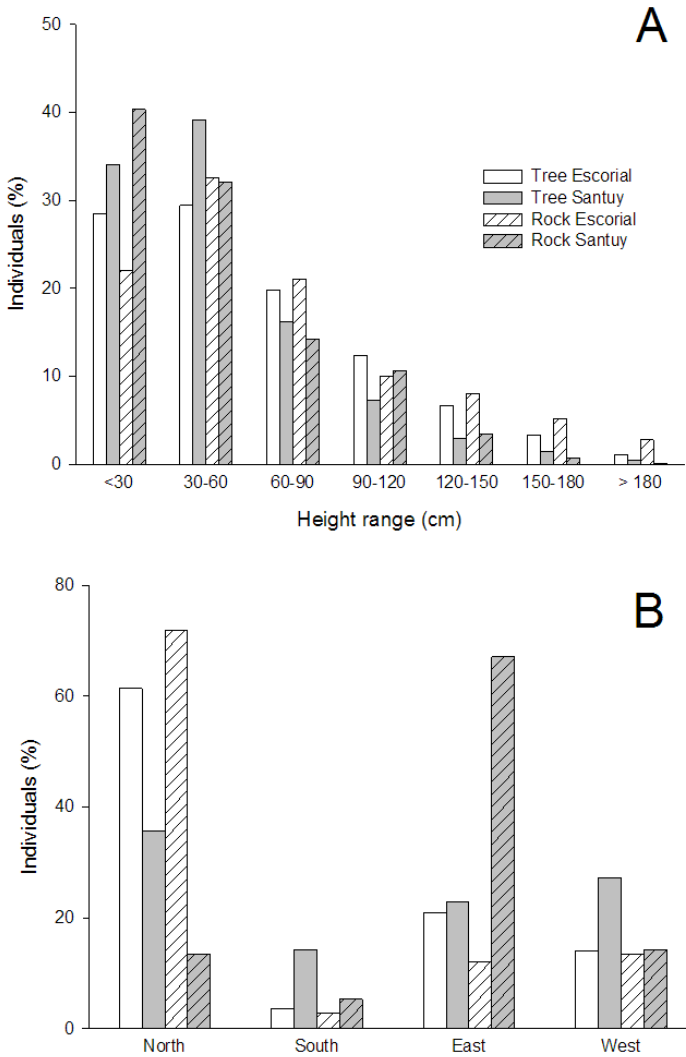 A
50
40
30
20
10
0
Individuals (%)
Tree Escorial
Tree Santuy
Rock Escorial
Rock Santuy
<30 30-60 60-90 90-120 120-150 150-180 > 180
Height range (cm)
B
80
60
40
20
0
Individuals (%)
North South East West